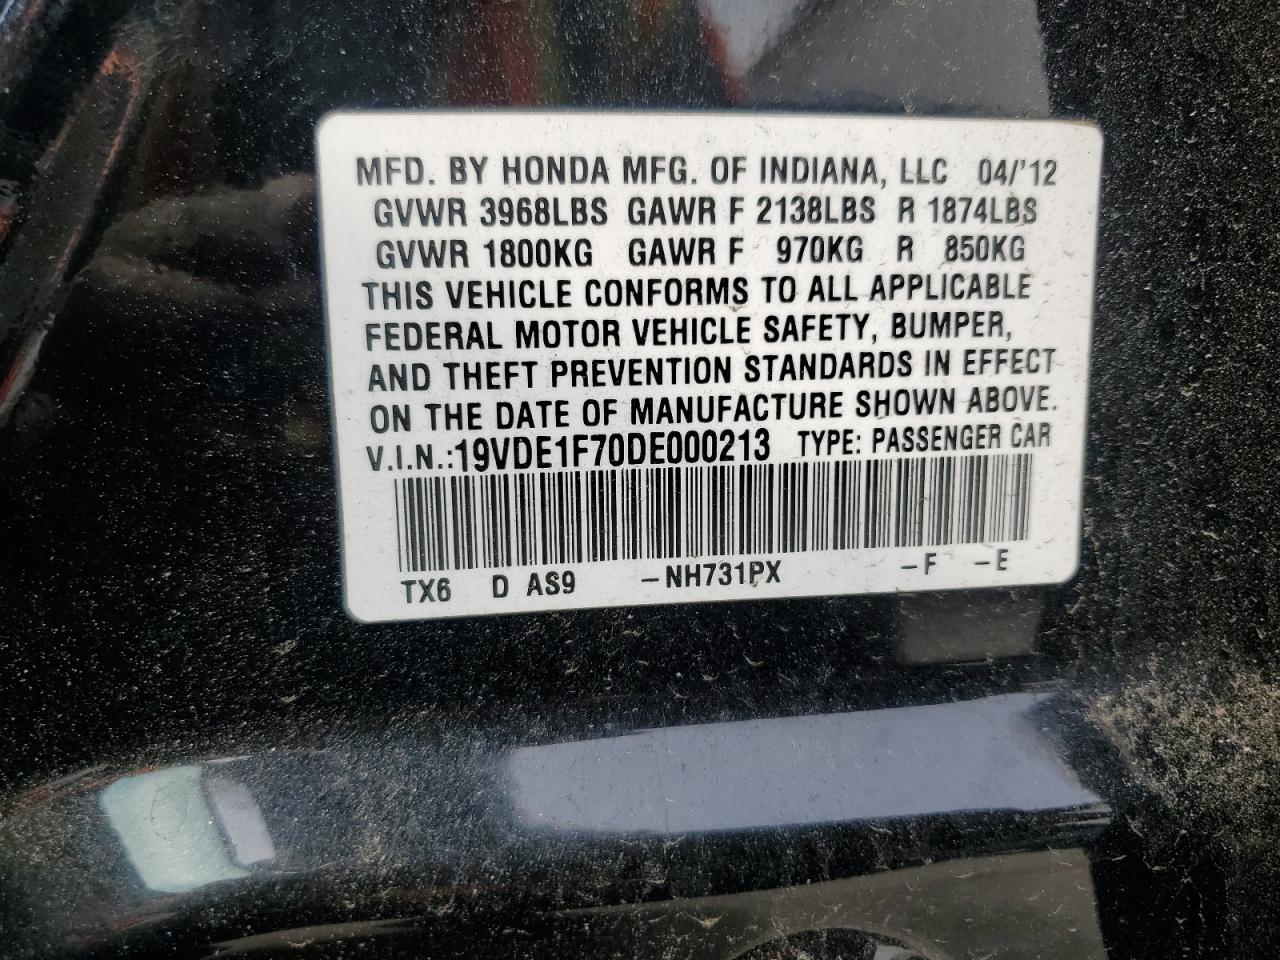 MFD. BY HONDA MFG. OF INDIANA, LLC 04/'12
GVWR 3968LBS GAWR F 2138LBS R 1874LBS
GVWR 1800KG GAWR F 970KG R 850KG
THIS VEHICLE CONFORMS TO ALL APPLICABLE
FEDERAL MOTOR VEHICLE SAFETY, BUMPER,
AND THEFT PREVENTION STANDARDS IN EFFECT
ON THE DATE OF MANUFACTURE SHOWN ABOVE.
V.I.N.:19VDE1F70DE000213 TYPE: PASSENGER CAR
TX6 D AS9 -NH731PX -F -E